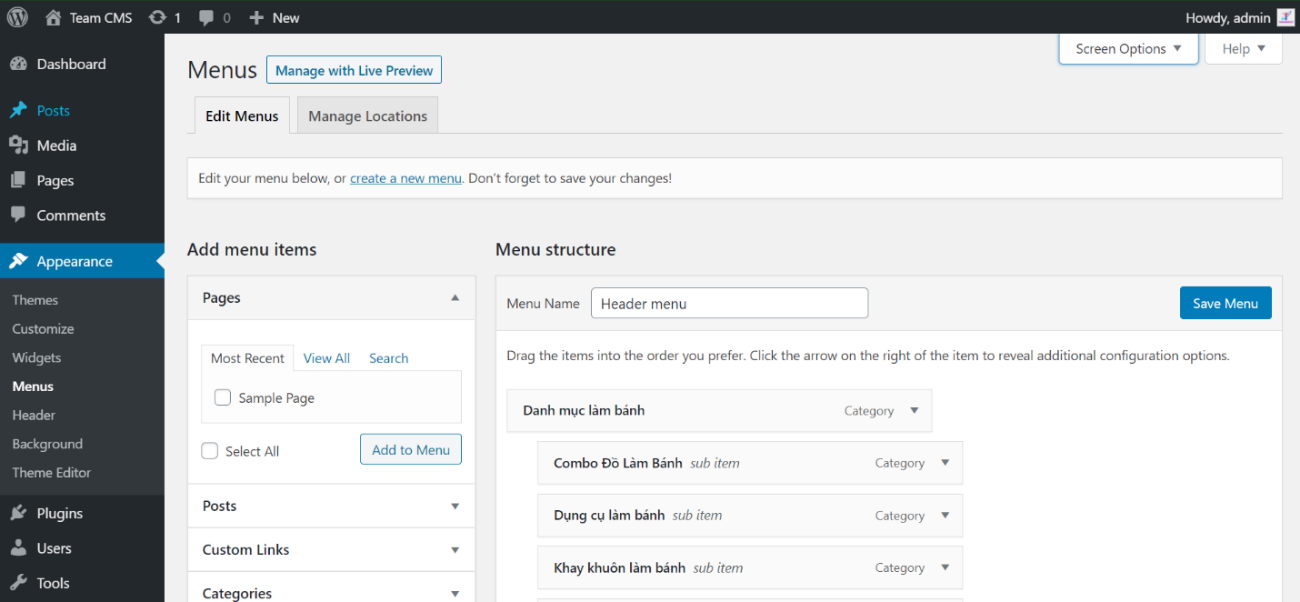 Team CMS 1 0 New Howdy, admin
Screen Options Help
Dashboard
Posts
Media
Pages
Comments
Appearance
Themes
Customize
Widgets
Menus
Header
Background
Theme Editor
Plugins
Users
Tools
Menus Manage with Live Preview
Edit Menus Manage Locations
Edit your menu below, or create a new menu. Don’t forget to save your changes!
Add menu items
Pages
Most Recent View All Search
Sample Page
Select All Add to Menu
Posts
Custom Links
Categories
Menu structure
Menu Name Header menu Save Menu
Drag the items into the order you prefer. Click the arrow on the right of the item to reveal additional configuration options.
Danh mục làm bánh Category
Combo Đồ Làm Bánh sub item Category
Dụng cụ làm bánh sub item Category
Khay khuôn làm bánh sub item Category